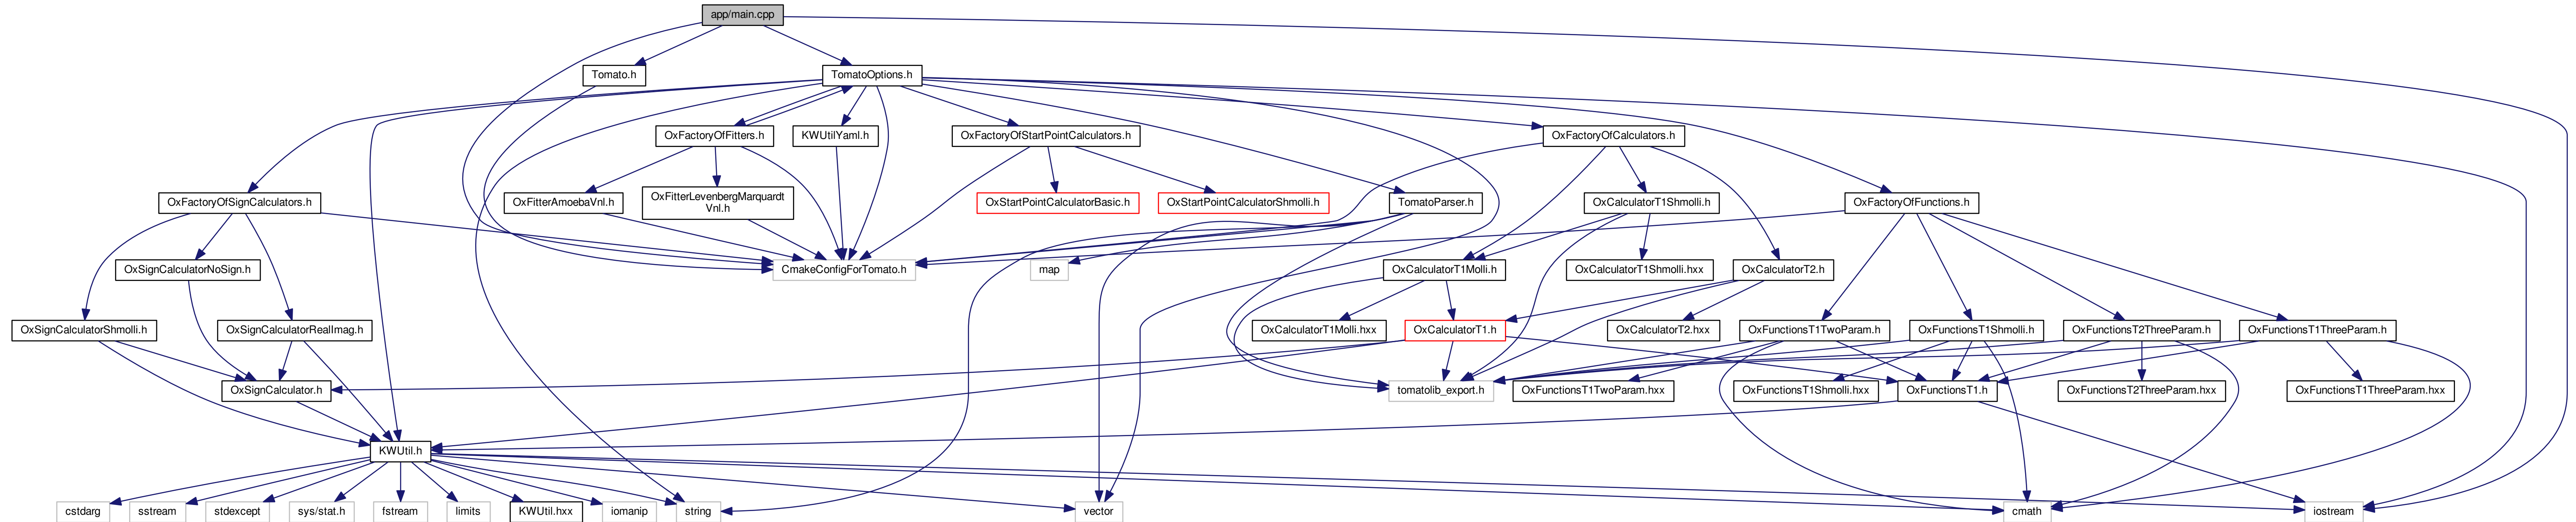 app/main.cpp
Tomato.h
TomatoOptions.h
OxFactoryOfFitters.h
KWUtilYaml.h
OxFactoryOfStartPointCalculators.h
OxFactoryOfCalculators.h
OxFactoryOfSignCalculators.h
OxFitterAmoebaVnl.h
OxFitterLevenbergMarquardt
Vnl.h
OxStartPointCalculatorBasic.h
OxStartPointCalculatorShmolli.h
TomatoParser.h
OxCalculatorT1Shmolli.h
OxFactoryOfFunctions.h
OxSignCalculatorNoSign.h
CmakeConfigForTomato.h
map
OxCalculatorT1Molli.h
OxCalculatorT1Shmolli.hxx
OxCalculatorT2.h
OxSignCalculatorShmolli.h
OxSignCalculatorRealImag.h
OxCalculatorT1Molli.hxx
OxCalculatorT1.h
OxCalculatorT2.hxx
OxFunctionsT1TwoParam.h
OxFunctionsT1Shmolli.h
OxFunctionsT2ThreeParam.h
OxFunctionsT1ThreeParam.h
OxSignCalculator.h
tomatolib_export.h
OxFunctionsT1TwoParam.hxx
OxFunctionsT1Shmolli.hxx
OxFunctionsT1.h
OxFunctionsT2ThreeParam.hxx
OxFunctionsT1ThreeParam.hxx
KWUtil.h
cstdarg
sstream
stdexcept
sys/stat.h
fstream
limits
KWUtil.hxx
iomanip
string
vector
cmath
iostream